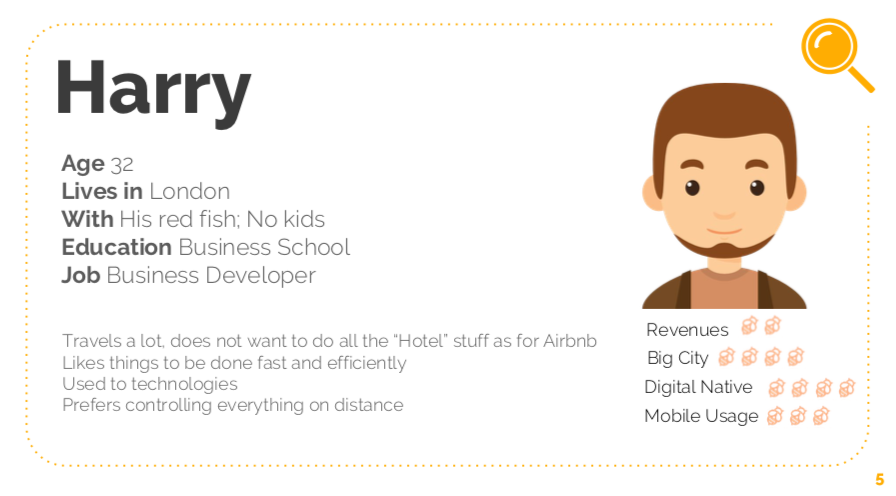 Harry
Age 32
Lives in London
With His red fish; No kids
Education Business School
Job Business Developer
Travels a lot, does not want to do all the “Hotel” stuff as for Airbnb
Likes things to be done fast and efficiently
Used to technologies
Prefers controlling everything on distance
Revenues
Big City
Digital Native
Mobile Usage
5